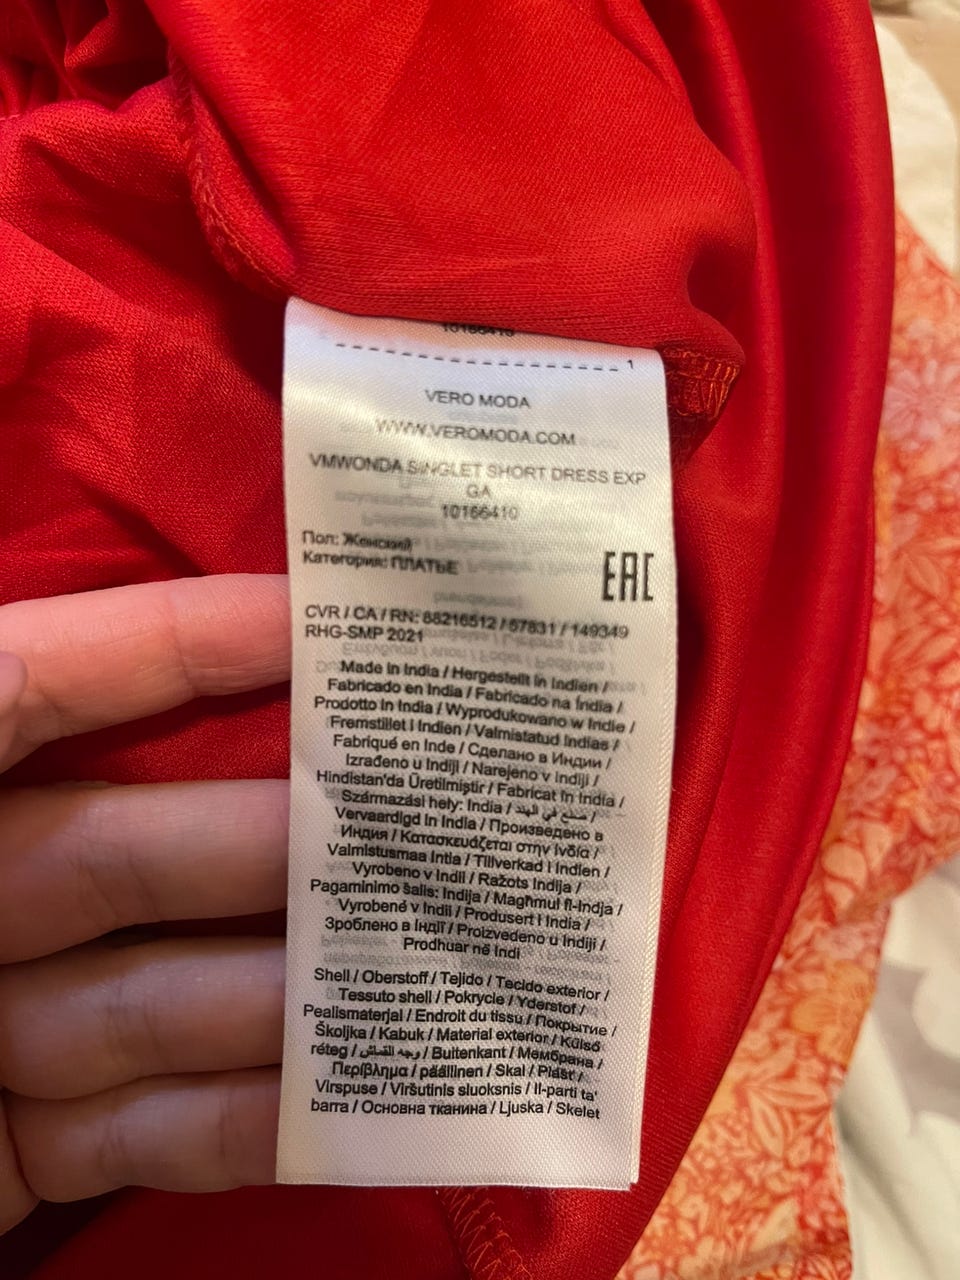 10166410
1
VERO MODA
WWW.VEROMODA.COM
VMWONDA SINGLET SHORT DRESS EXP
GA
10166410
Пол: Женский
Категория: ПЛАТЬЕ
EAC
CVR / CA / RN: 88216512 / 67831 / 149349
RHG-SMP 2021
Made in India / Hergestellt in Indien /
Fabricado en India / Fabricado na Índia /
Prodotto in India / Wyprodukowano w Indie /
Fremstillet i Indien / Valmistatud Indias /
Fabriqué en Inde / Сделано в Индии /
Izrađeno u Indiji / Narejeno v Indiji /
Hindistan'da Üretilmiştir / Fabricat în India /
Származási hely: India / صنع في الهند /
Vervaardigd in India / Произведено в
Индия / Κατασκευάζεται στην Ινδία /
Valmistusmaa Intia / Tillverkad i Indien /
Vyrobeno v Indii / Ražots Indija /
Pagaminimo šalis: Indija / Magħmul fl-Indja /
Vyrobené v Indii / Produsert i India /
Зроблено в Індії / Proizvedeno u Indiji /
Prodhuar në Indi
Shell / Oberstoff / Tejido / Tecido exterior /
Tessuto shell / Pokrycie / Yderstof /
Pealismaterjal / Endroit du tissu / Покрытие /
Školjka / Kabuk / Material exterior / Külső
réteg / وجه القماش / Buitenkant / Мембрана /
Περίβλημα / päällinen / Skal / Plášť /
Virspuse / Viršutinis sluoksnis / Il-parti ta'
barra / Основна тканина / Ljuska / Skelet